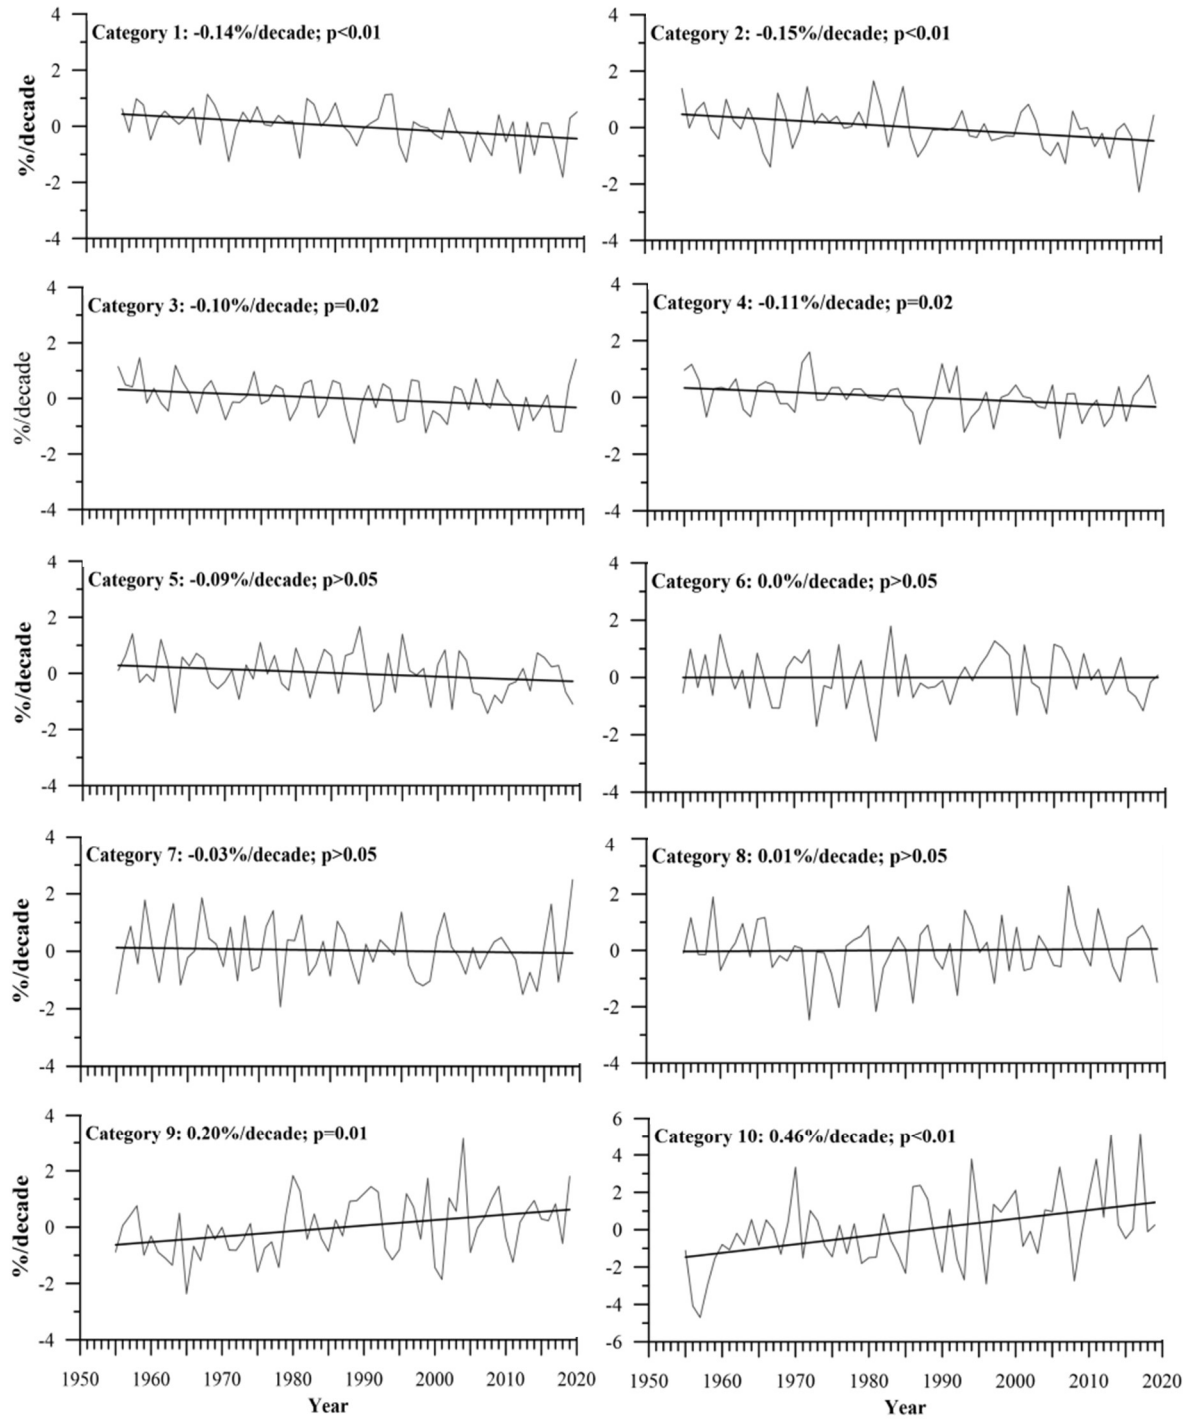 Category 1: -0.14%/decade; p<0.01
4
2
0
-2
-4
%/decade
Category 2: -0.15%/decade; p<0.01
4
2
0
-2
-4
Category 3: -0.10%/decade; p=0.02
4
2
0
-2
-4
%/decade
Category 4: -0.11%/decade; p=0.02
4
2
0
-2
-4
Category 5: -0.09%/decade; p>0.05
4
2
0
-2
-4
%/decade
Category 6: 0.0%/decade; p>0.05
4
2
0
-2
-4
Category 7: -0.03%/decade; p>0.05
4
2
0
-2
-4
%/decade
Category 8: 0.01%/decade; p>0.05
4
2
0
-2
-4
Category 9: 0.20%/decade; p=0.01
4
2
0
-2
-4
%/decade
1950 1960 1970 1980 1990 2000 2010 2020
Year
Category 10: 0.46%/decade; p<0.01
6
4
2
0
-2
-4
-6
1950 1960 1970 1980 1990 2000 2010 2020
Year